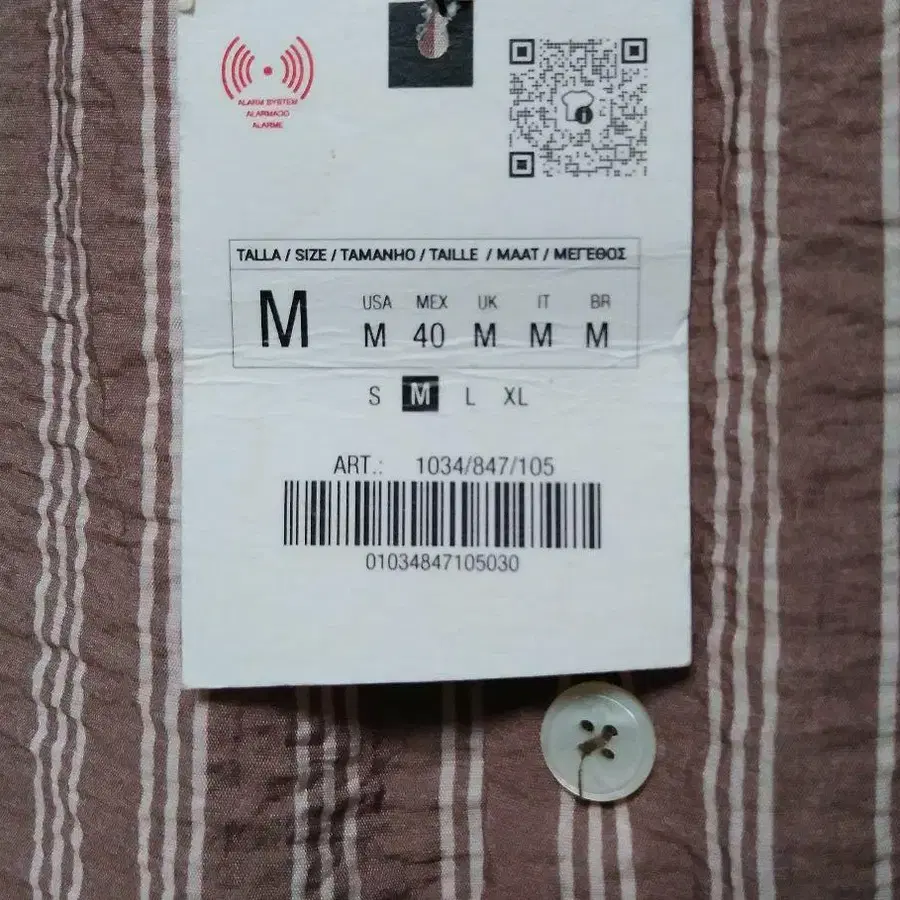 ALARM SYSTEM
ALARMADO
ALARME
TALLA / SIZE / TAMANHO / TAILLE / MAAT / ΜΕΓΕΘΟΣ
M
USA MEX UK IT BR
M 40 M M M
S M L XL
ART.: 1034/847/105
01034847105030